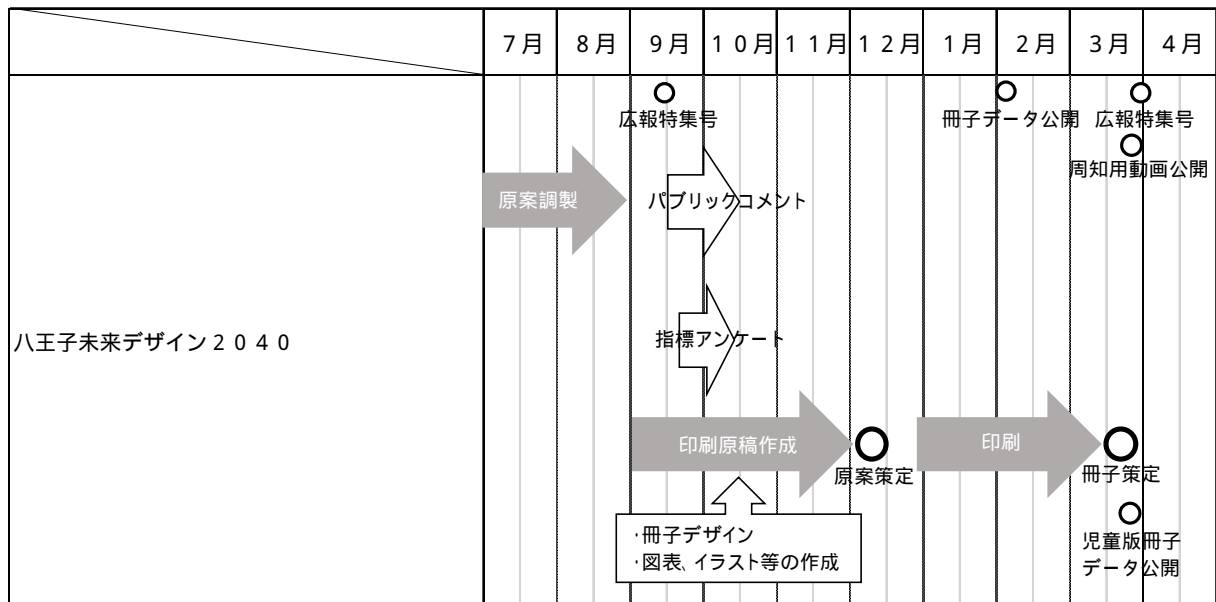 7月 8月 9月 10月 11月 12月 1月 2月 3月 4月
広報特集号
冊子データ公開
広報特集号
周知用動画公開
原案調製
パブリックコメント
八王子未来デザイン2040
指標アンケート
印刷原稿作成
原案策定
印刷
冊子策定
・冊子デザイン
・図表、イラスト等の作成
児童版冊子
データ公開